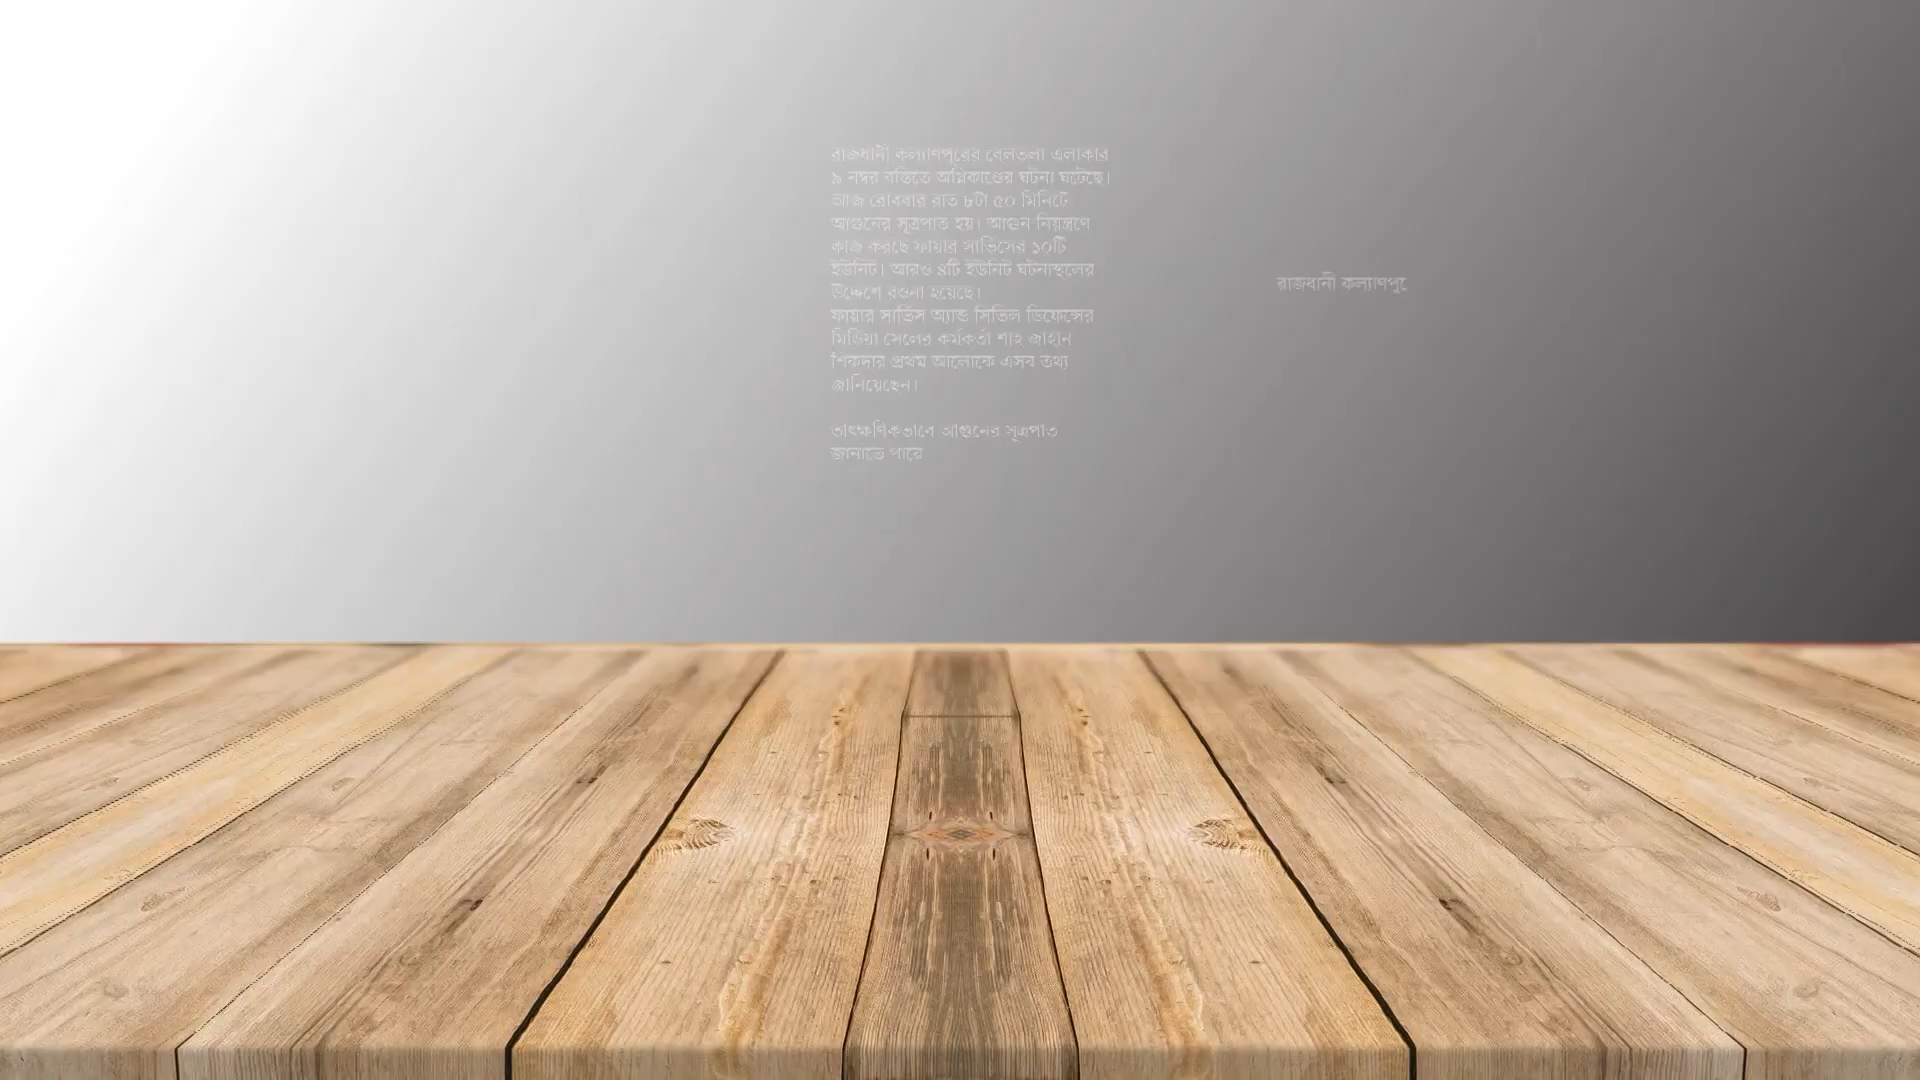 রাজধানী কল্যাণপুরের বেলতলা এলাকার
৯ নম্বর বস্তিতে অগ্নিকাণ্ডের ঘটনা ঘটেছে।
আজ রোববার রাত ৮টা ৫০ মিনিটে
আগুনের সূত্রপাত হয়। আগুন নিয়ন্ত্রণে
কাজ করছে ফায়ার সার্ভিসের ১০টি
ইউনিট। আরও ৪টি ইউনিট ঘটনাস্থলের
উদ্দেশে রওনা হয়েছে।
ফায়ার সার্ভিস অ্যান্ড সিভিল ডিফেন্সের
মিডিয়া সেলের কর্মকর্তা শাহ জাহান
শিকদার প্রথম আলোকে এসব তথ্য
জানিয়েছেন।
তাৎক্ষণিকভাবে আগুনের সূত্রপাত
জানাতে পারে
রাজধানী কল্যাণপু